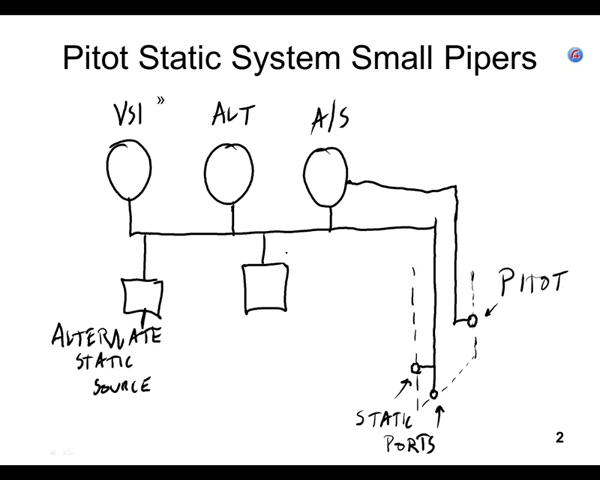 Pitot Static System Small Pipers
VSI »
ALT
A/S
PITOT
ALTERNATE
STATIC
SOURCE
STATIC
PORTS
2